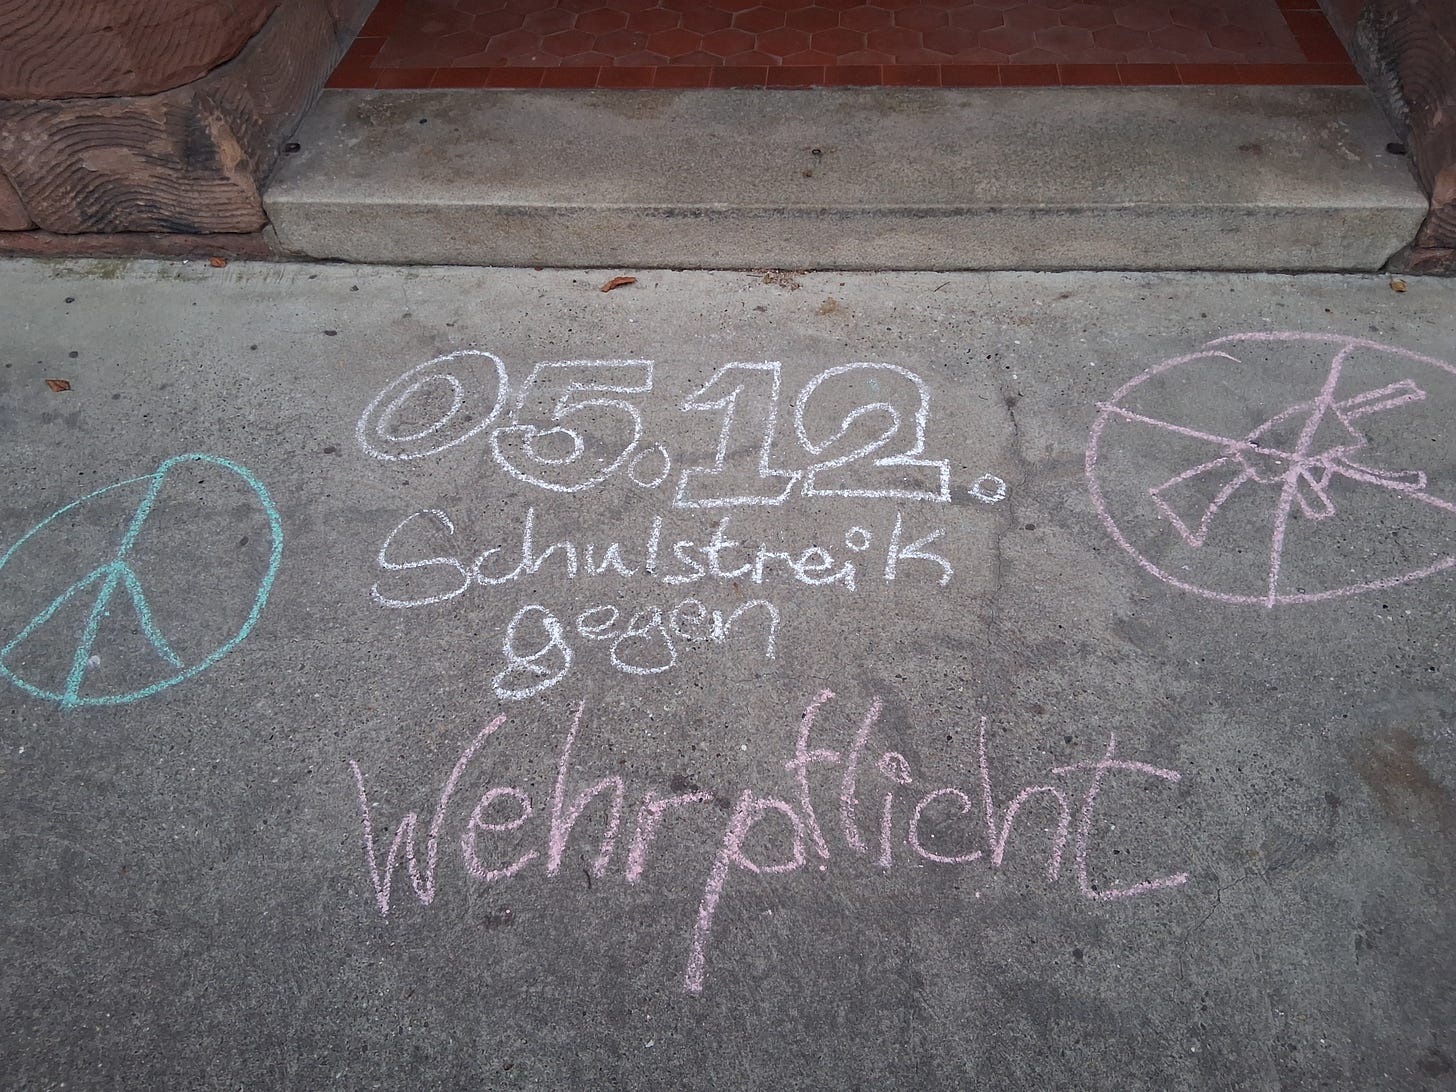 05.12.
Schulstreik
gegen
Wehrpflicht